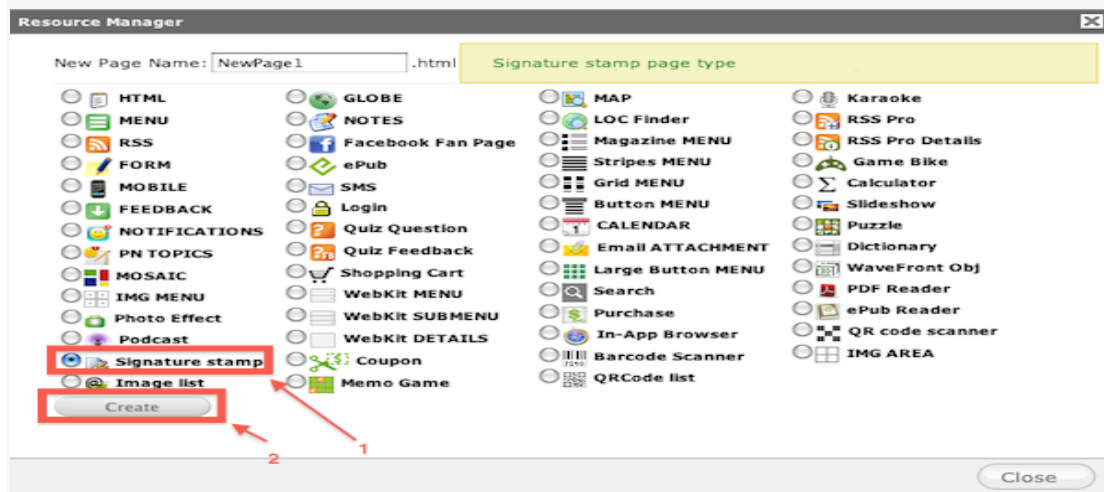 Resource Manager
New Page Name: NewPage1 .html Signature stamp page type
HTML GLOBE MAP Karaoke
MENU NOTES LOC Finder RSS Pro
RSS Facebook Fan Page Magazine MENU RSS Pro Details
FORM ePub Stripes MENU Game Bike
MOBILE SMS Grid MENU Calculator
FEEDBACK Login Button MENU Slideshow
NOTIFICATIONS Quiz Question CALENDAR Puzzle
PN TOPICS Quiz Feedback Email ATTACHMENT Dictionary
MOSAIC Shopping Cart Large Button MENU WaveFront Obj
IMG MENU WebKit MENU Search PDF Reader
Photo Effect WebKit SUBMENU Purchase ePub Reader
Podcast WebKit DETAILS In-App Browser QR code scanner
Signature stamp Coupon Barcode Scanner IMG AREA
Image list Memo Game QRCode list
Create
1
2
Close